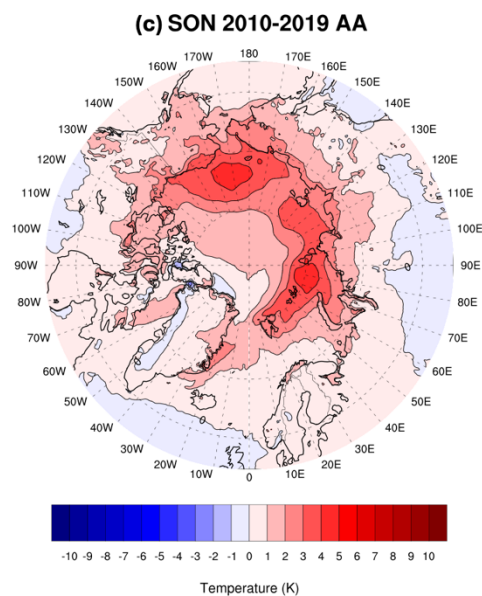 (c) SON 2010-2019 AA
180
170W 170E
160W 160E
150W 150E
140W 140E
130W 130E
120W 120E
110W 110E
100W 100E
90W 90E
80W 80E
70W 70E
60W 60E
50W 50E
40W 40E
30W 30E
20W 20E
10W 10E
0
-10 -9 -8 -7 -6 -5 -4 -3 -2 -1 0 1 2 3 4 5 6 7 8 9 10
Temperature (K)